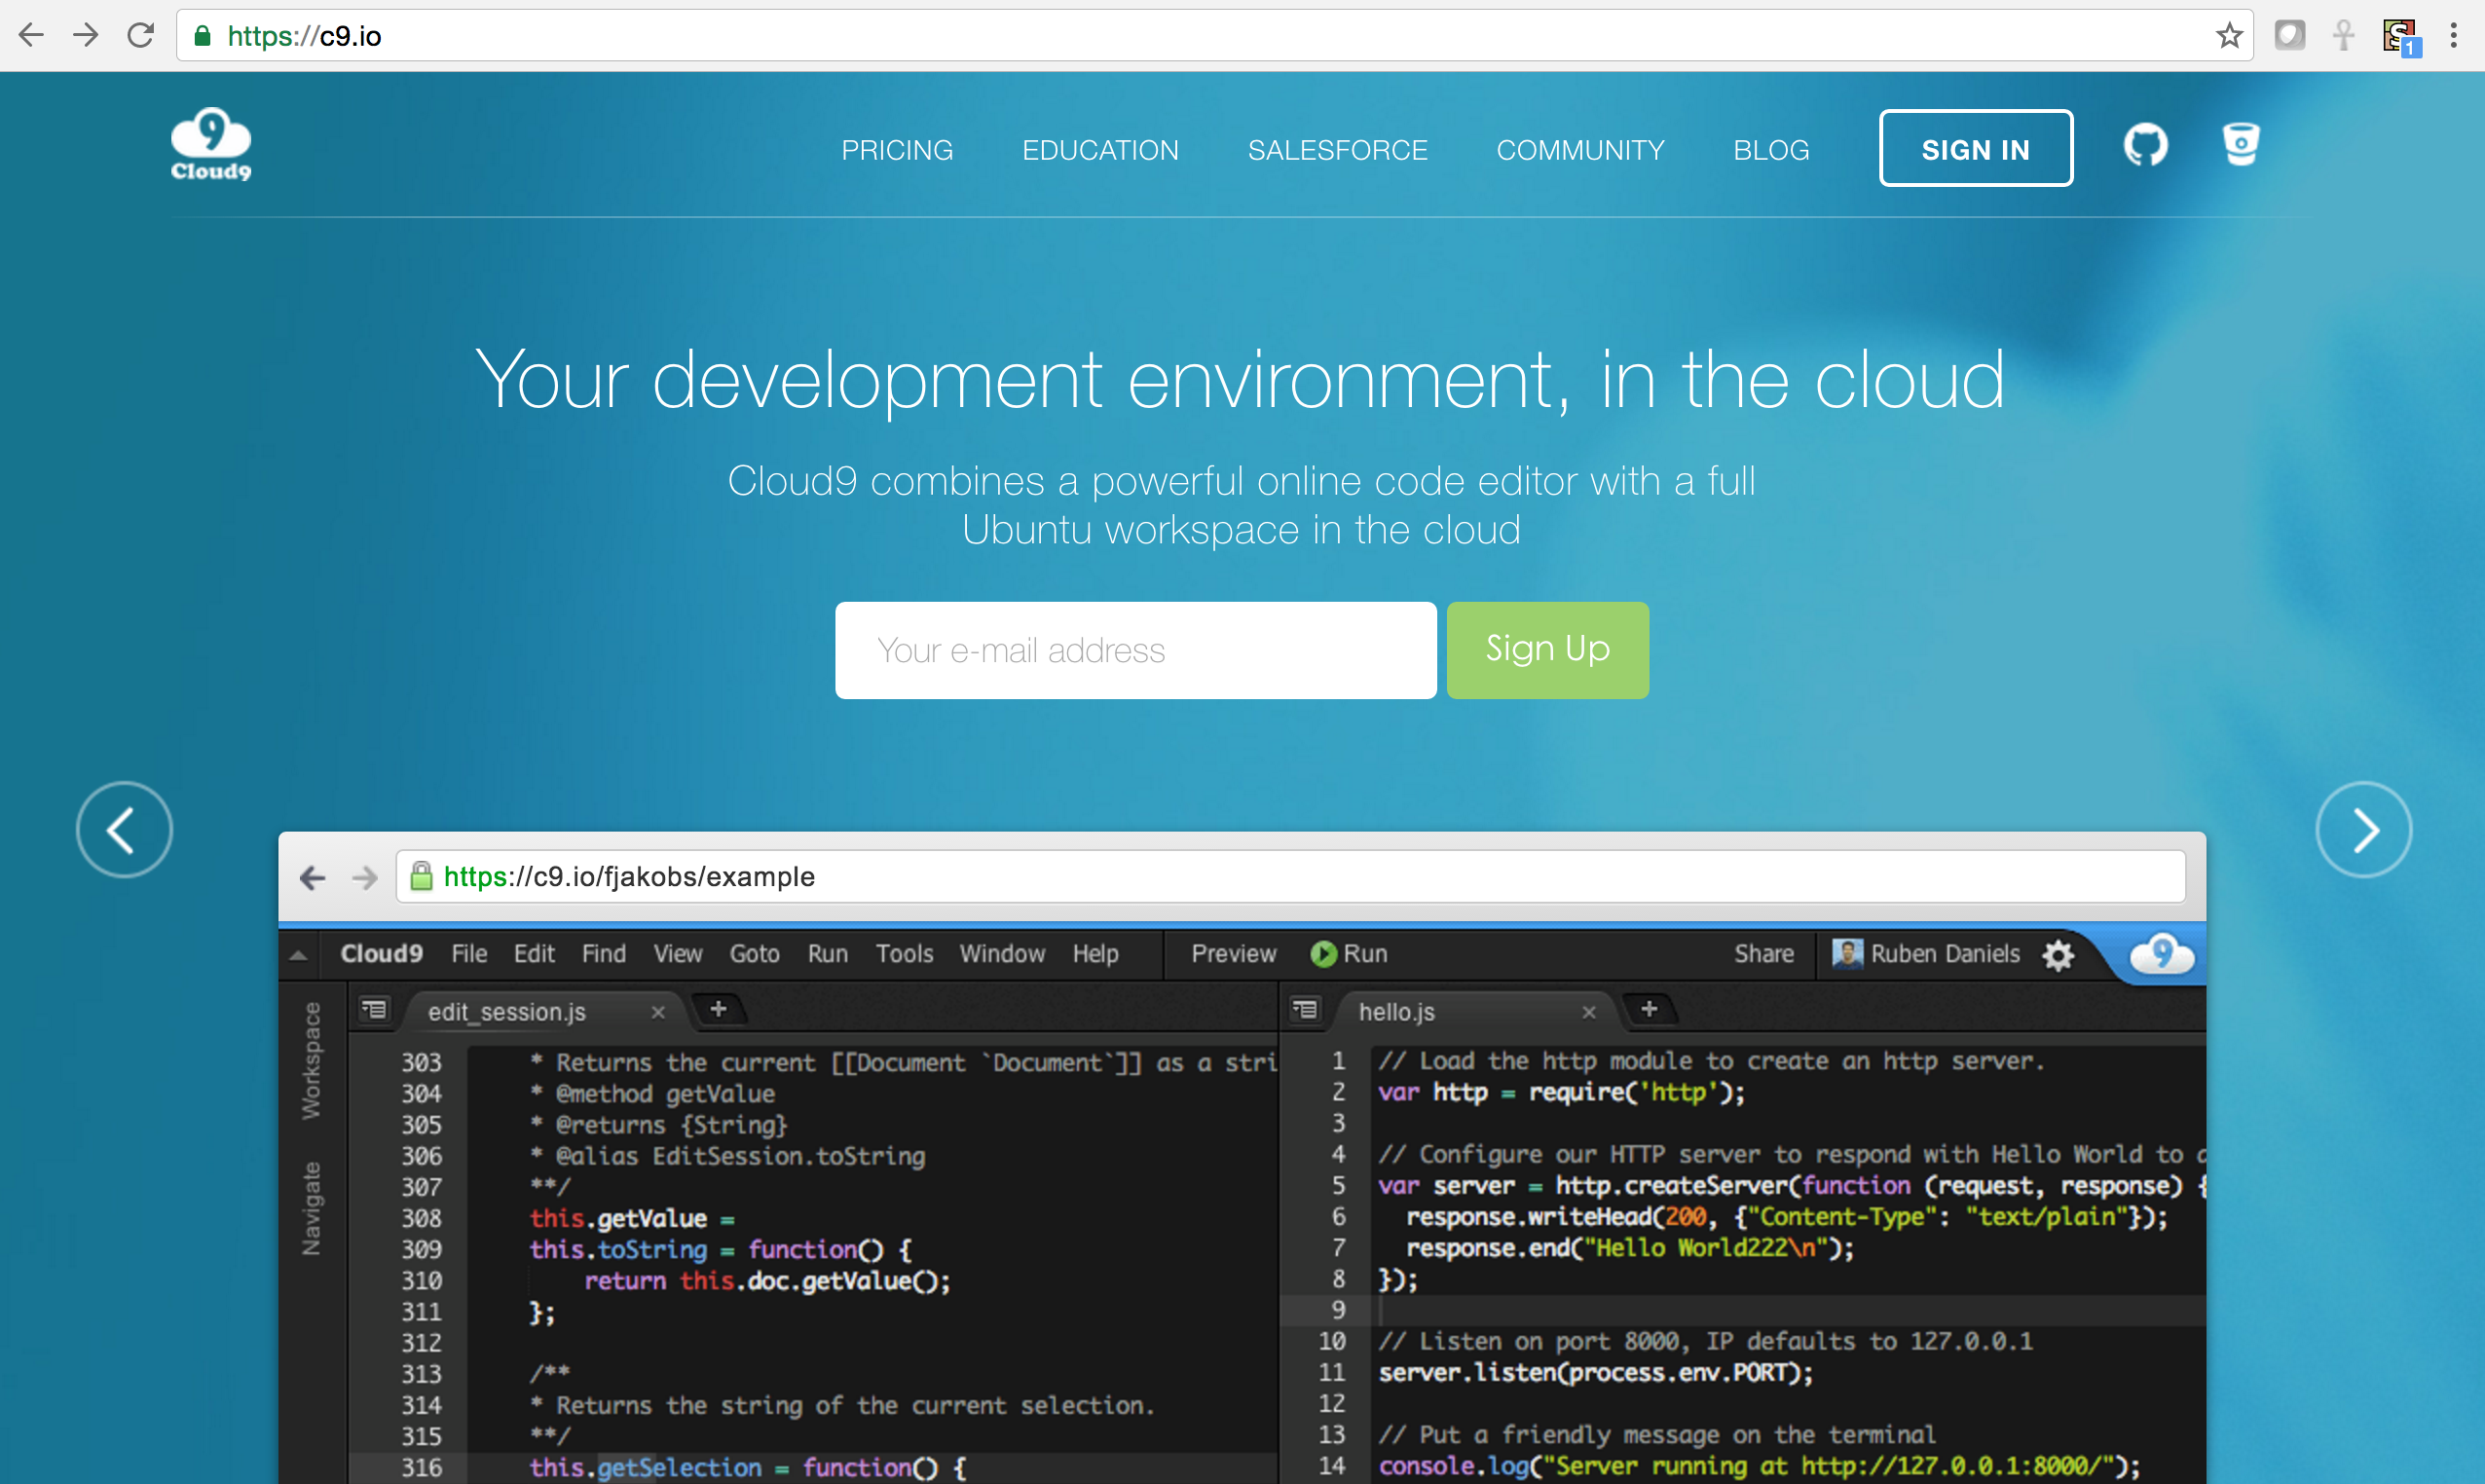 https://c9.io
1
9
Cloud9
PRICING EDUCATION SALESFORCE COMMUNITY BLOG SIGN IN
Your development environment, in the cloud
Cloud9 combines a powerful online code editor with a full
Ubuntu workspace in the cloud
Your e-mail address Sign Up
https://c9.io/fjakobs/example
Cloud9 File Edit Find View Goto Run Tools Window Help Preview Run Share Ruben Daniels 9
Workspace
Navigate
edit_session.js
303 * Returns the current [[Document `Document`]] as a stri
304 * @method getValue
305 * @returns {String}
306 * @alias EditSession.toString
307 **/
308 this.getValue =
309 this.toString = function() {
310 return this.doc.getValue();
311 };
312
313 /**
314 * Returns the string of the current selection.
315 **/
316 this.getSelection = function() {
hello.js
1 // Load the http module to create an http server.
2 var http = require('http');
3
4 // Configure our HTTP server to respond with Hello World to
5 var server = http.createServer(function (request, response) {
6 response.writeHead(200, {"Content-Type": "text/plain"});
7 response.end("Hello World222\n");
8 });
9
10 // Listen on port 8000, IP defaults to 127.0.0.1
11 server.listen(process.env.PORT);
12
13 // Put a friendly message on the terminal
14 console.log("Server running at http://127.0.0.1:8000/");